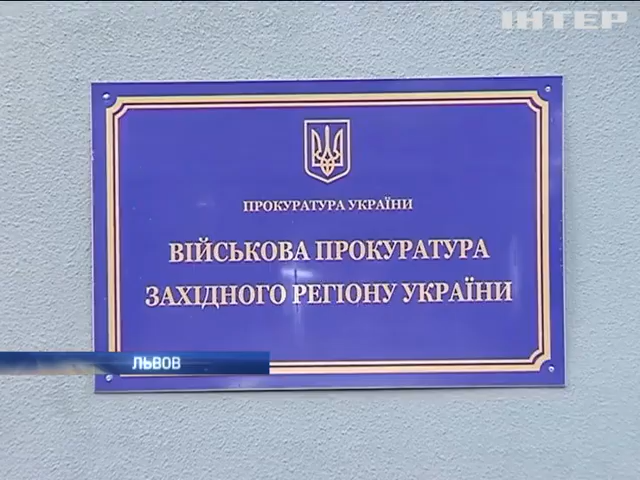 ІНТЕР
ПРОКУРАТУРА УКРАЇНИ
ВІЙСЬКОВА ПРОКУРАТУРА
ЗАХІДНОГО РЕГІОНУ УКРАЇНИ
ЛЬВОВ